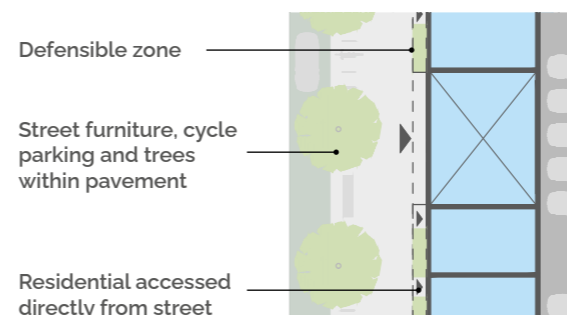 Defensible zone
Street furniture, cycle
parking and trees
within pavement
Residential accessed
directly from street